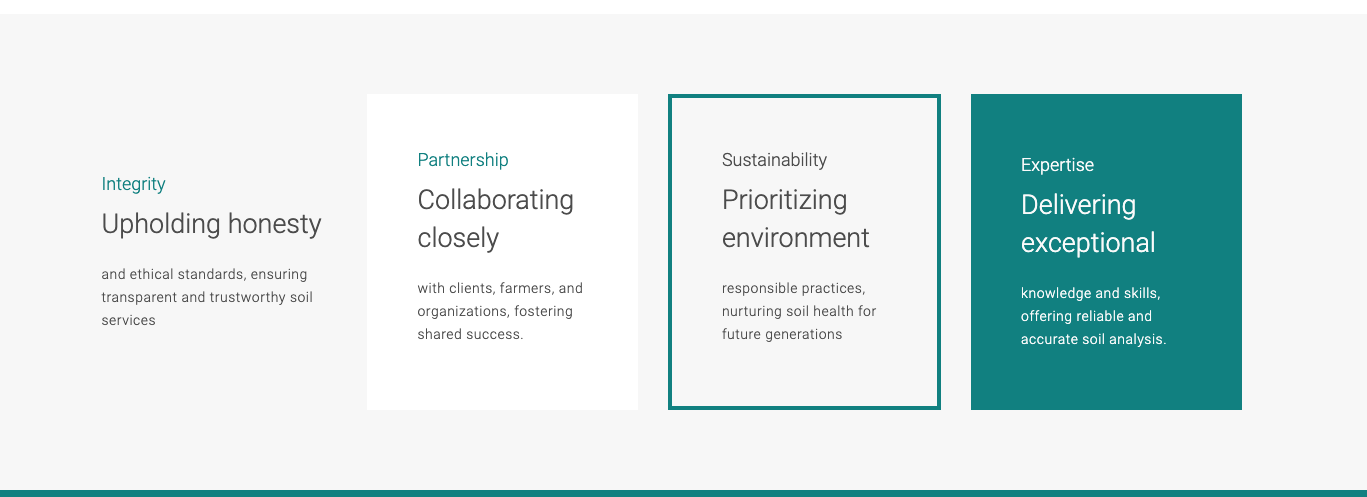 Integrity
Upholding honesty
and ethical standards, ensuring
transparent and trustworthy soil
services
Partnership
Collaborating
closely
with clients, farmers, and
organizations, fostering
shared success.
Sustainability
Prioritizing
environment
responsible practices,
nurturing soil health for
future generations
Expertise
Delivering
exceptional
knowledge and skills,
offering reliable and
accurate soil analysis.